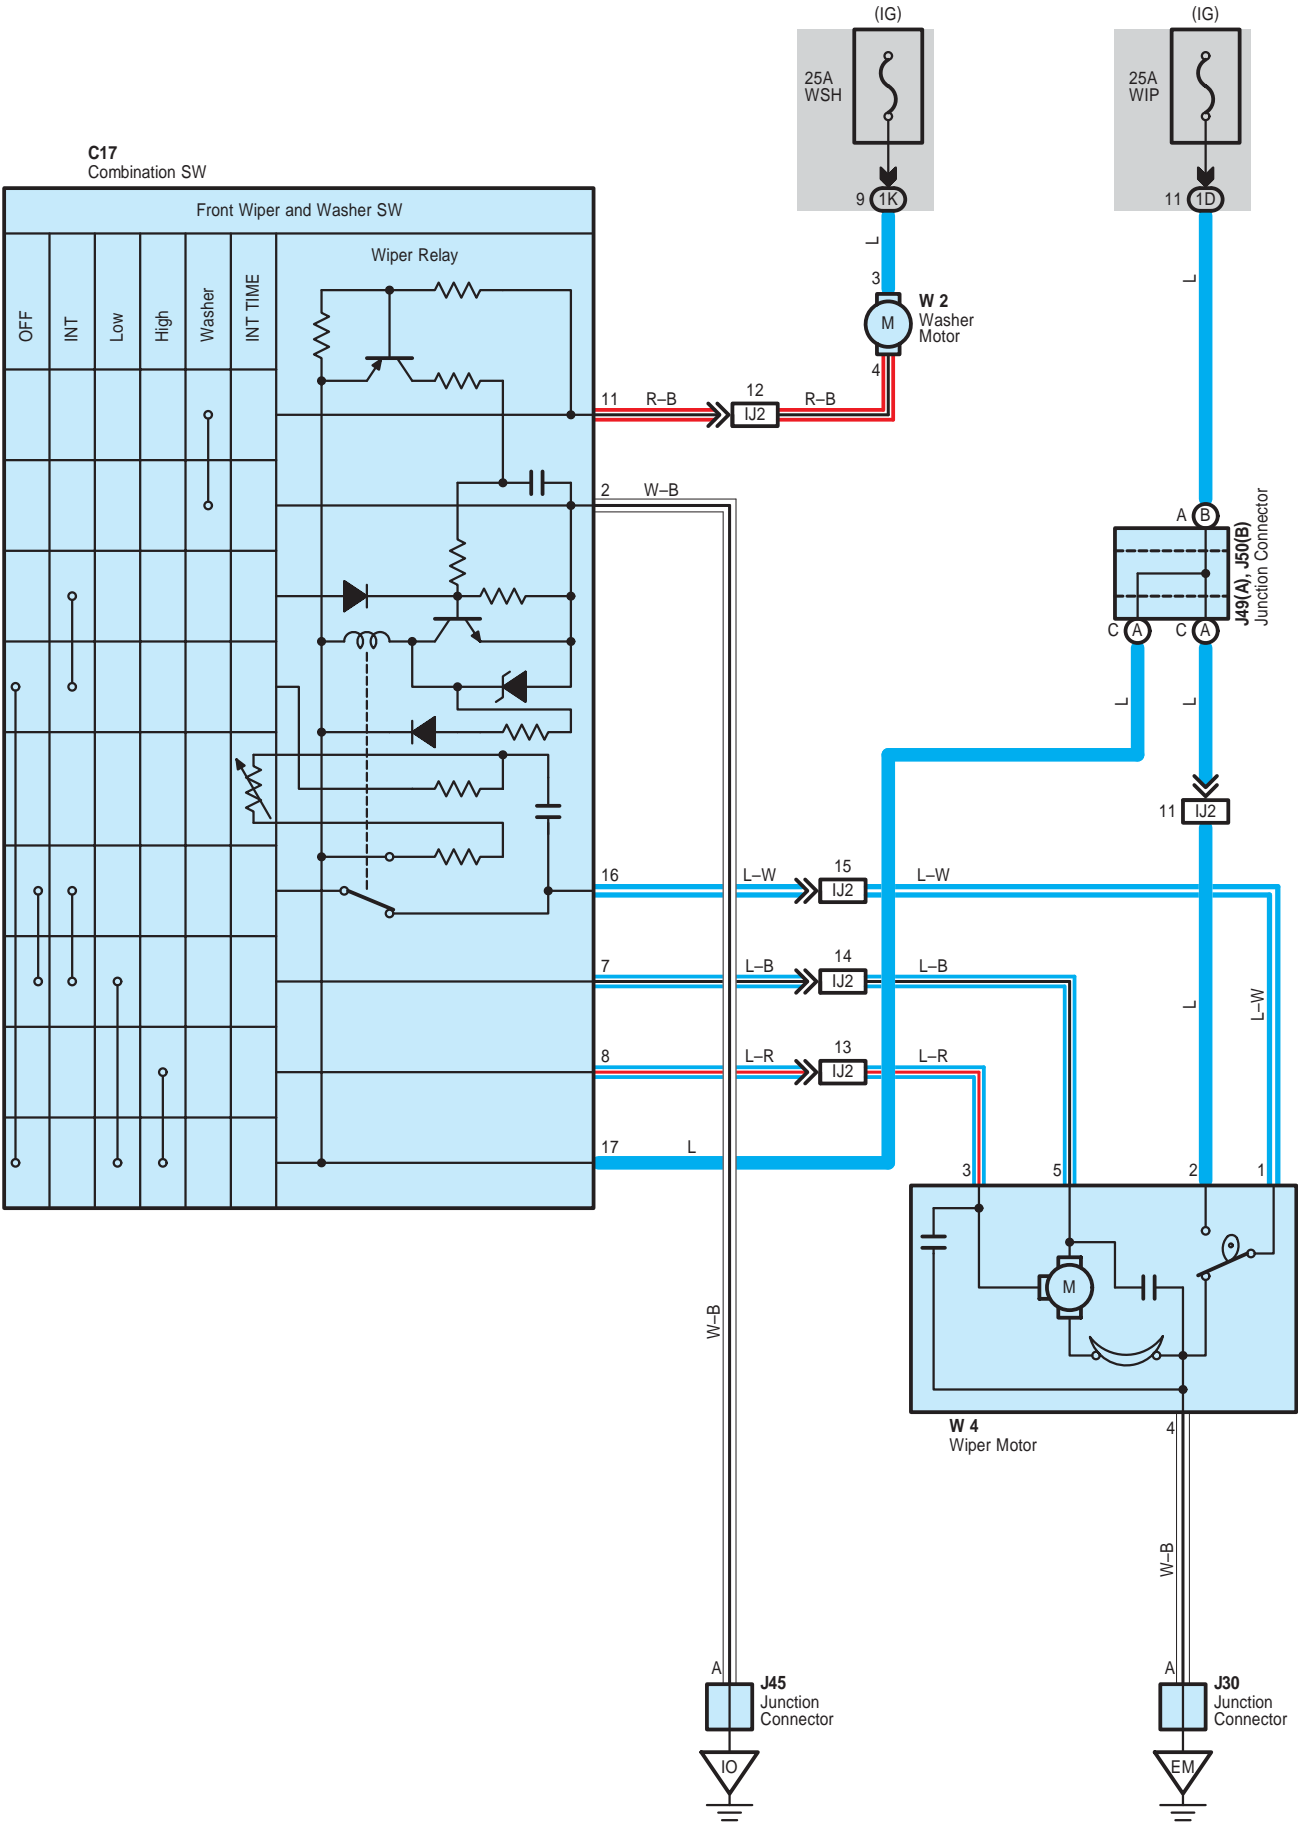 (IG)
(IG)
25A
WSH
25A
WIP
9 1K
11 1D
C17
Combination SW
Front Wiper and Washer SW
OFF
INT
Low
High
Washer
INT TIME
Wiper Relay
L
3
M
W 2
Washer
Motor
4
L
11 R–B
12
IJ2
R–B
2 W–B
A B
J49(A), J50(B)
Junction Connector
C A
C A
L
L
11 IJ2
16 L–W
15
IJ2
L–W
7 L–B
14
IJ2
L–B
8 L–R
13
IJ2
L–R
L
L–W
17 L
3
5
2
1
M
W–B
W 4
Wiper Motor
4
W–B
A
J45
Junction
Connector
A
J30
Junction
Connector
IO
EM